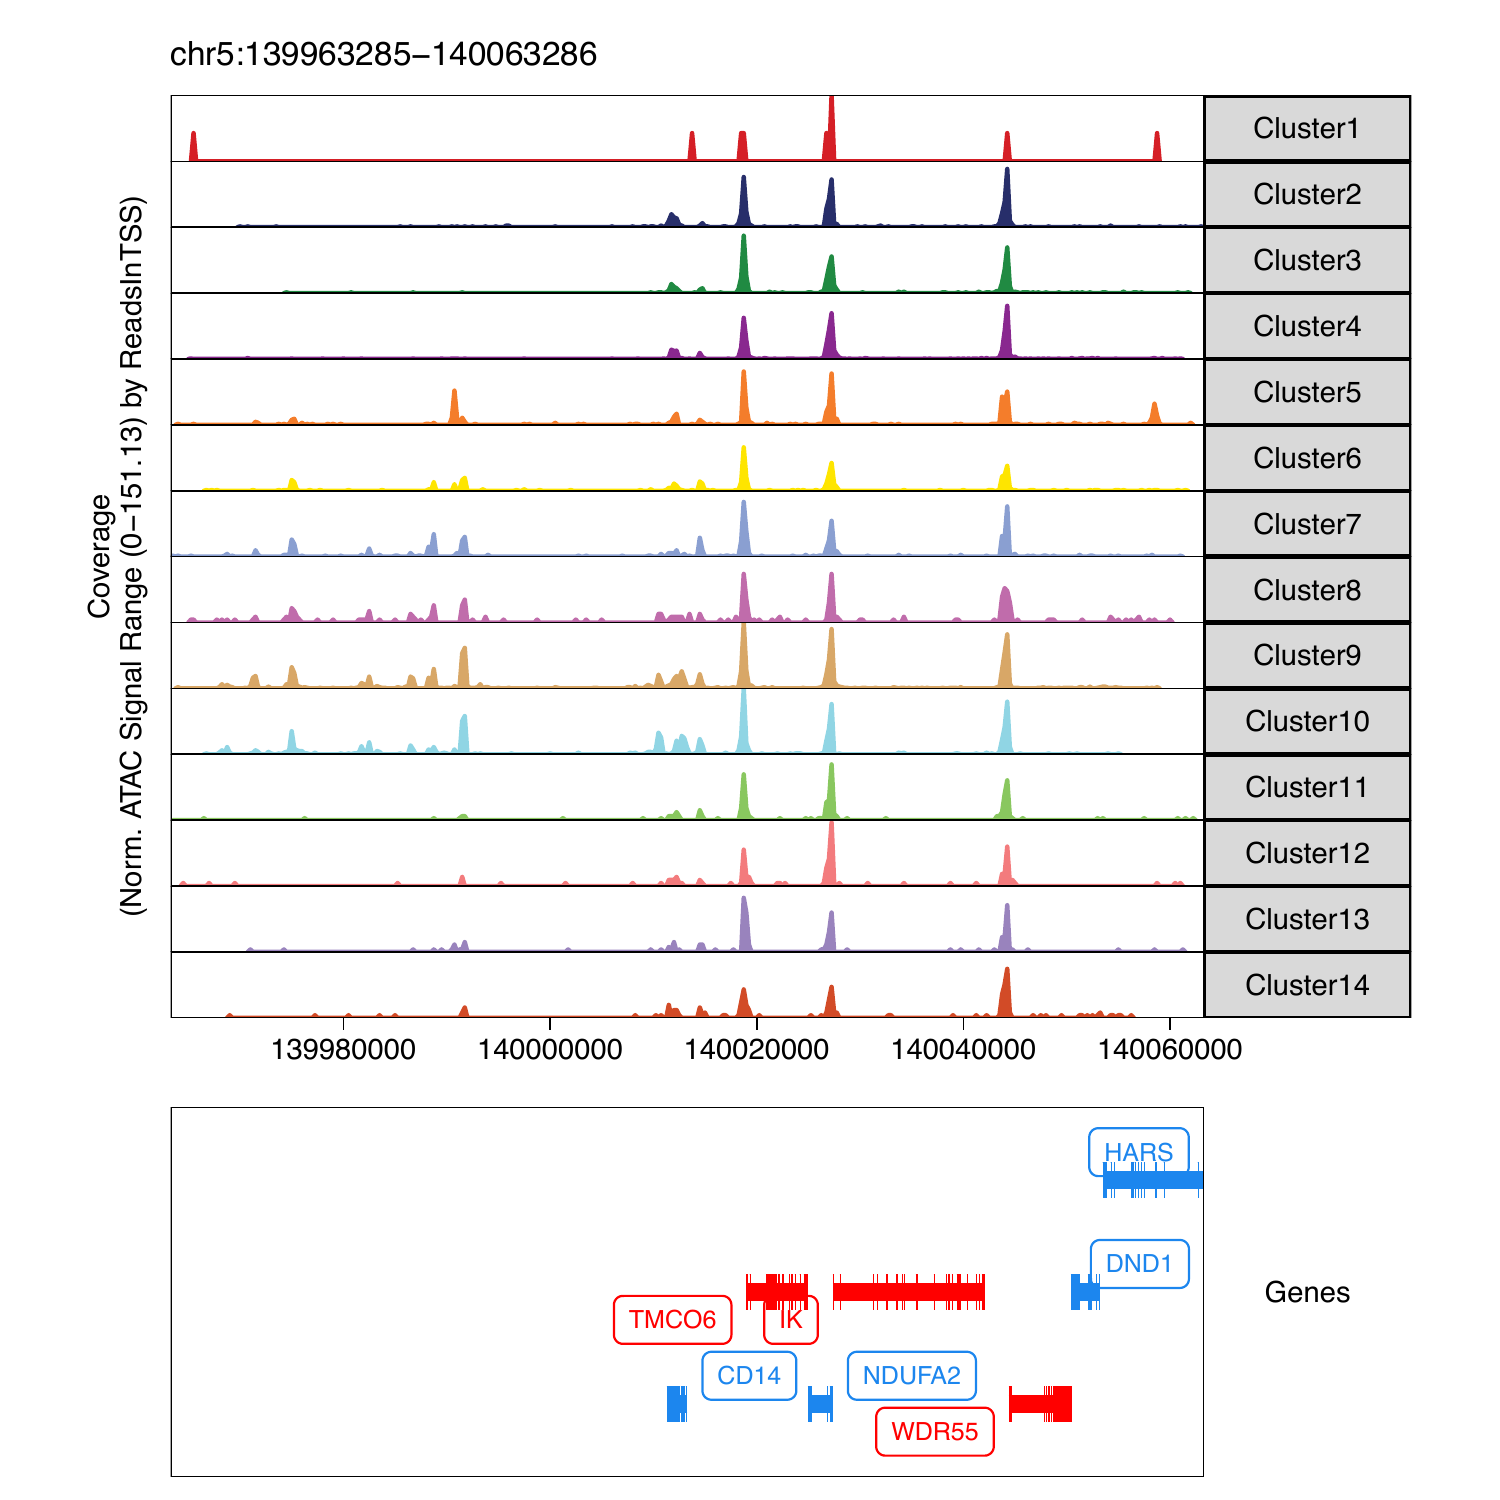 chr5:139963285−140063286
Coverage
(Norm. ATAC Signal Range (0−151.13) by ReadsInTSS)
Cluster1
Cluster2
Cluster3
Cluster4
Cluster5
Cluster6
Cluster7
Cluster8
Cluster9
Cluster10
Cluster11
Cluster12
Cluster13
Cluster14
139980000 140000000 140020000 140040000 140060000
HARS
DND1
Genes
TMCO6 IK
CD14 NDUFA2
WDR55